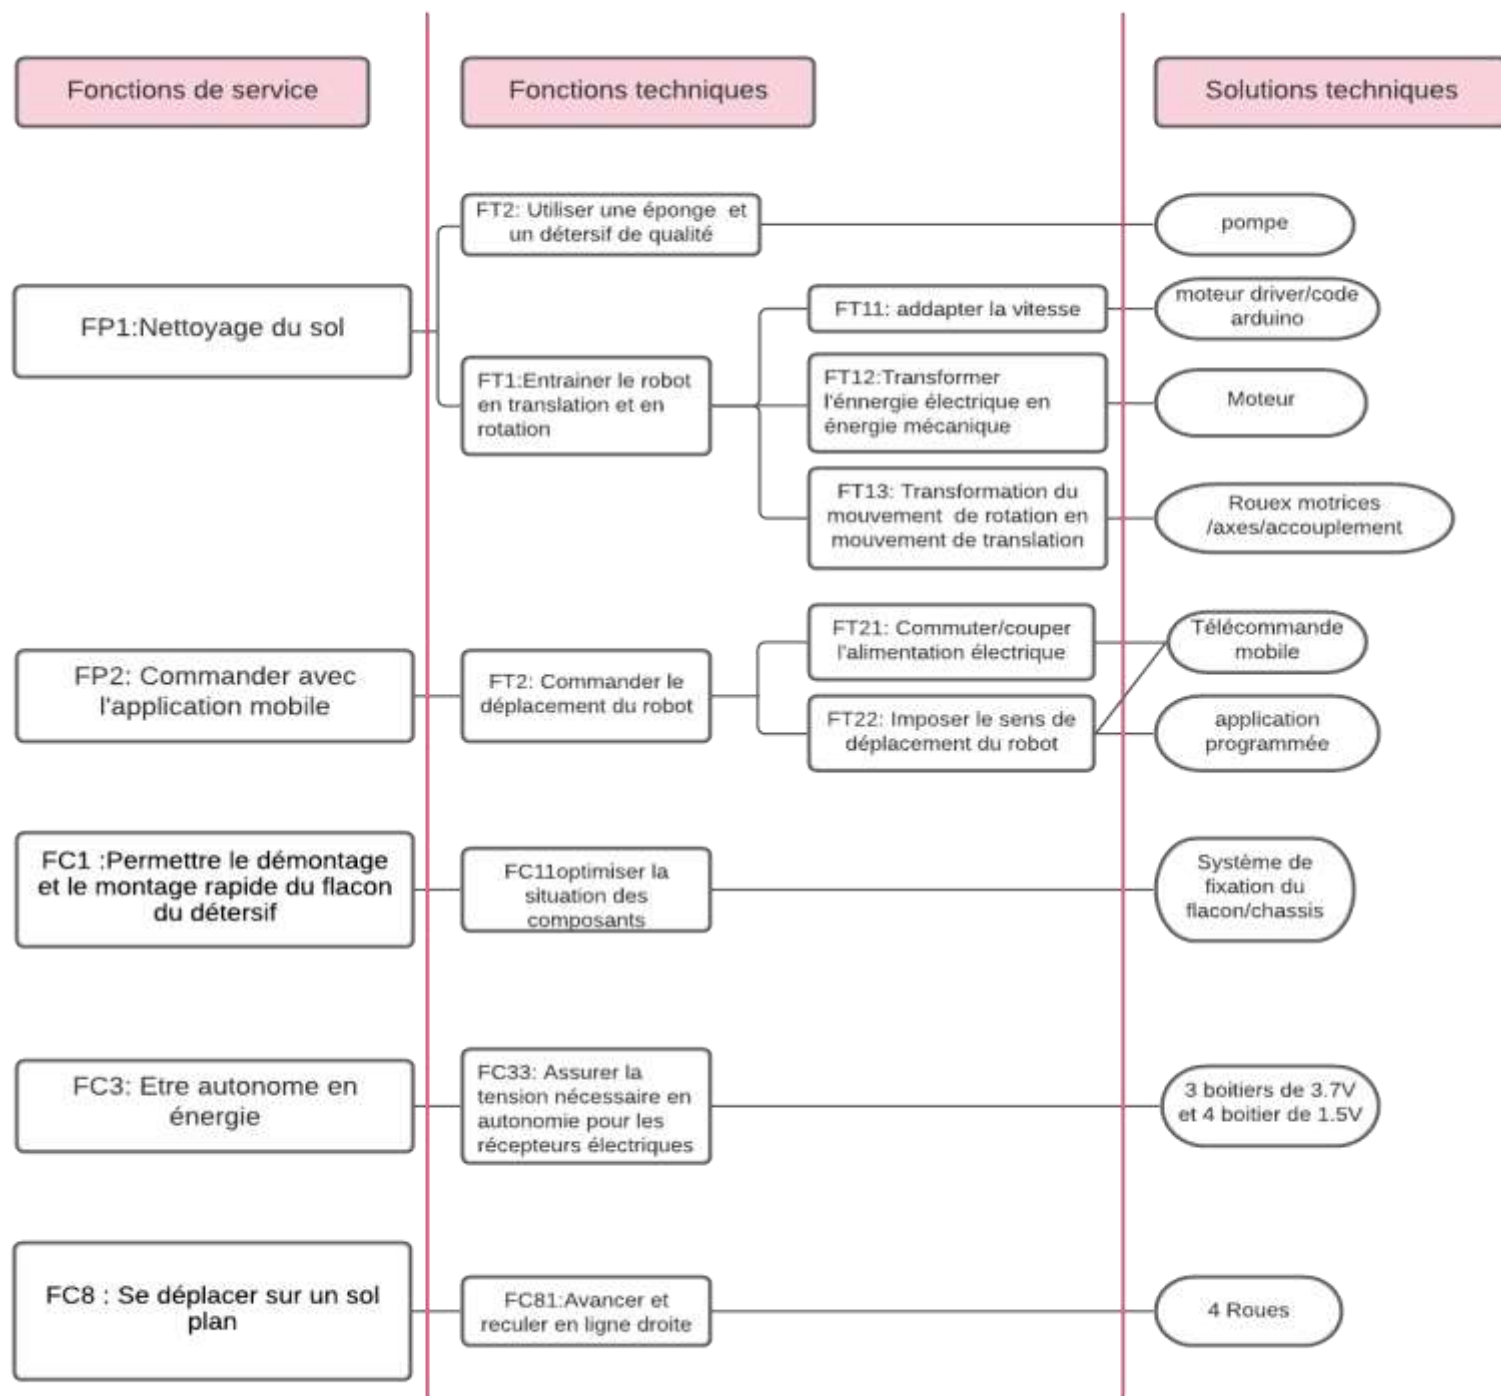 Fonctions de service
Fonctions techniques
Solutions techniques
FT2: Utiliser une éponge et
un détersif de qualité
pompe
FP1:Nettoyage du sol
FT11: addapter la vitesse
moteur driver/code
arduino
FT1:Entrainer le robot
en translation et en
rotation
FT12:Transformer
l'énnergie électrique en
énergie mécanique
Moteur
FT13: Transformation du
mouvement de rotation en
mouvement de translation
Rouex motrices
/axes/accouplement
FP2: Commander avec
l'application mobile
FT2: Commander le
déplacement du robot
FT21: Commuter/couper
l'alimentation électrique
Télécommande
mobile
FT22: Imposer le sens de
déplacement du robot
application
programmée
FC1 :Permettre le démontage
et le montage rapide du flacon
du détersif
FC11optimiser la
situation des
composants
Système de
fixation du
flacon/chassis
FC3: Etre autonome en
énergie
FC33: Assurer la
tension nécessaire en
autonomie pour les
récepteurs électriques
3 boitiers de 3.7V
et 4 boitier de 1.5V
FC8 : Se déplacer sur un sol
plan
FC81:Avancer et
reculer en ligne droite
4 Roues